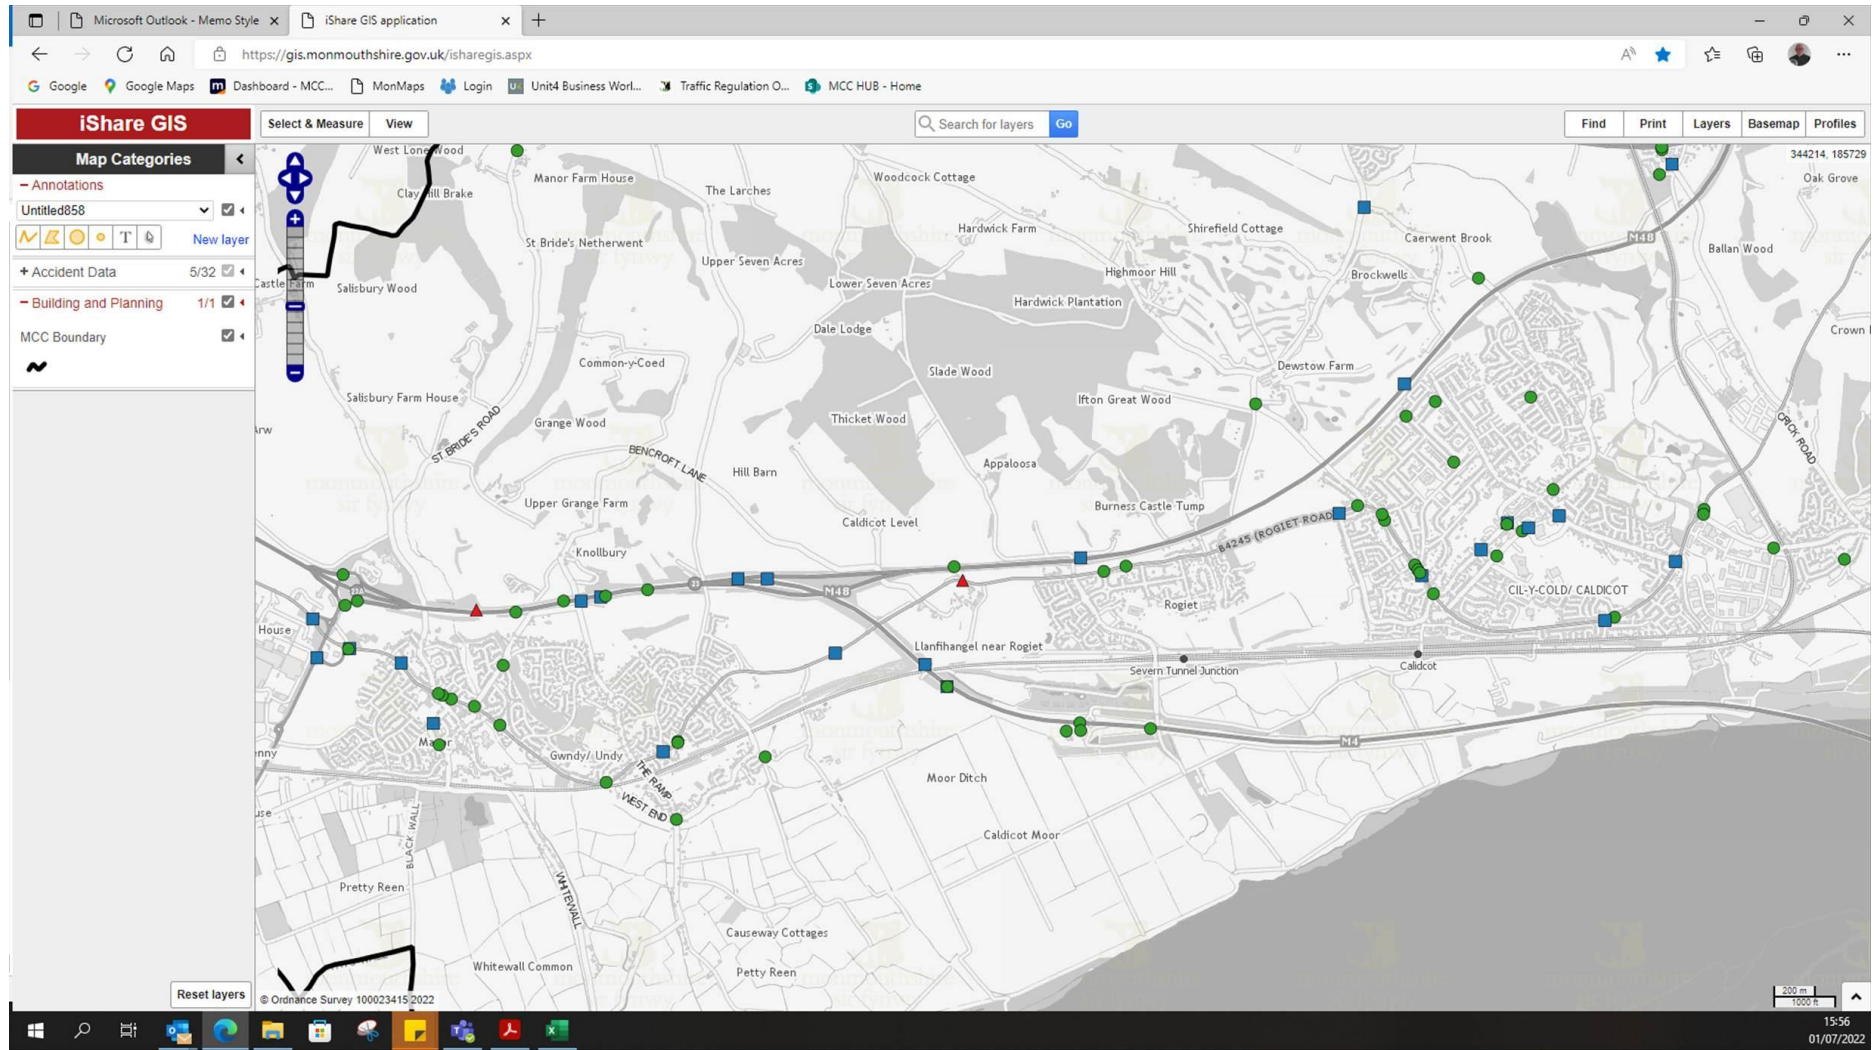 Microsoft Outlook - Memo Style
iShare GIS application
https://gis.monmouthshire.gov.uk/isharegis.aspx
Google
Google Maps
Dashboard - MCC...
MonMaps
Login
Unit4 Business Worl...
Traffic Regulation O...
MCC HUB - Home
iShare GIS
Select & Measure
View
Search for layers
Go
Find
Print
Layers
Basemap
Profiles
Map Categories
Annotations
Untitled858
T
New layer
Accident Data 5/32
Building and Planning 1/1
MCC Boundary
Reset layers
344214, 185729
West Lone Wood
Manor Farm House
Clay Hill Brake
The Larches
Woodcock Cottage
Oak Grove
Hardwick Farm
Shirefield Cottage
Caerwent Brook
M48
Ballan Wood
St Bride's Netherwent
Upper Seven Acres
Highmoor Hill
Brockwells
Castle Farm
Salisbury Wood
Lower Seven Acres
Hardwick Plantation
Dale Lodge
Crown
Common-y-Coed
Slade Wood
Dewstow Farm
Salisbury Farm House
Ifton Great Wood
Grange Wood
Thicket Wood
ST BRIDE'S ROAD
CRICK ROAD
BENCROFT LANE
Hill Barn
Appaloosa
Upper Grange Farm
Burness Castle Tump
Caldicot Level
B4245 (ROGIET ROAD)
Knollbury
23
23A
M48
CIL-Y-COLD/ CALDICOT
Rogiet
House
Llanfihangel near Rogiet
Severn Tunnel Junction
Calidcot
M4
Gwndy/ Undy
THE RAMP
WEST END
Moor Ditch
BLACK WALL
Caldicot Moor
Pretty Reen
WHITEWALL
Causeway Cottages
Whitewall Common
Petty Reen
© Ordnance Survey 100023415 2022
200 m
1000 ft
15:56
01/07/2022